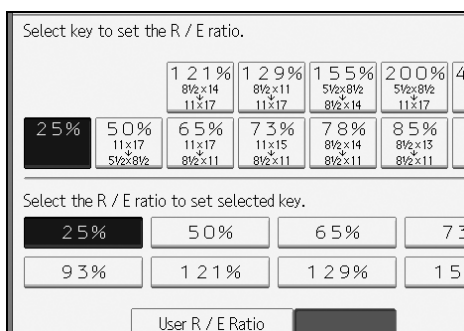 Select key to set the R / E ratio.
121% 129% 155% 200% 4
8½×14 8½×11 5½×8½ 5½×8½
↓ ↓ ↓ ↓
11×17 11×17 8½×14 11×17
25% 50% 65% 73% 78% 85%
11×17 11×17 11×15 8½×14 8½×13
↓ ↓ ↓ ↓ ↓
5½×8½ 8½×11 8½×11 8½×11 8½×11
Select the R / E ratio to set selected key.
25% 50% 65% 73
93% 121% 129% 15
User R / E Ratio